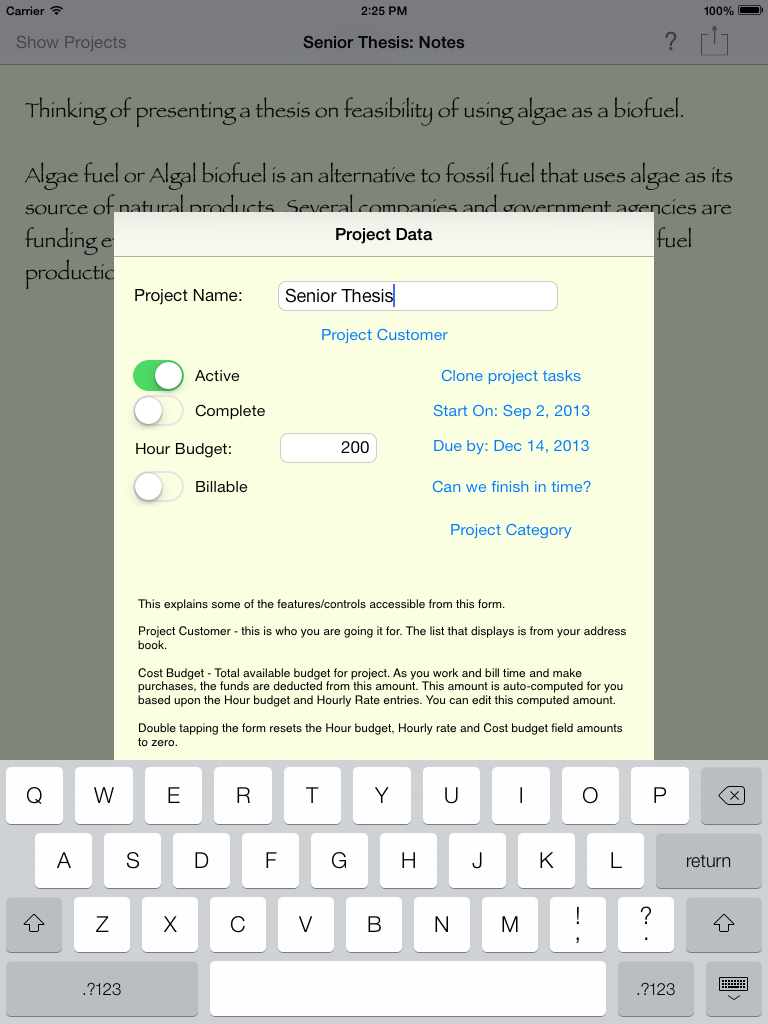 Carrier 2:25 PM 100%
Show Projects Senior Thesis: Notes ?
Thinking of presenting a thesis on feasibility of using algae as a biofuel.
Algae fuel or Algal biofuel is an alternative to fossil fuel that uses algae as its
source of natural products. Several companies and government agencies are
funding fuel
Project Data
Project Name: Senior Thesis
Project Customer
Active Clone project tasks
Complete Start On: Sep 2, 2013
Hour Budget: 200 Due by: Dec 14, 2013
Billable Can we finish in time?
Project Category
This explains some of the features/controls accessible from this form.
Project Customer - this is who you are going it for. The list that displays is from your address
book.
Cost Budget - Total available budget for project. As you work and bill time and make
purchases, the funds are deducted from this amount. This amount is auto-computed for you
based upon the Hour budget and Hourly Rate entries. You can edit this computed amount.
Double tapping the form resets the Hour budget, Hourly rate and Cost budget field amounts
to zero.
Q W E R T Y U I O P
A S D F G H J K L return
Z X C V B N M ! , ? .
.?123 .?123